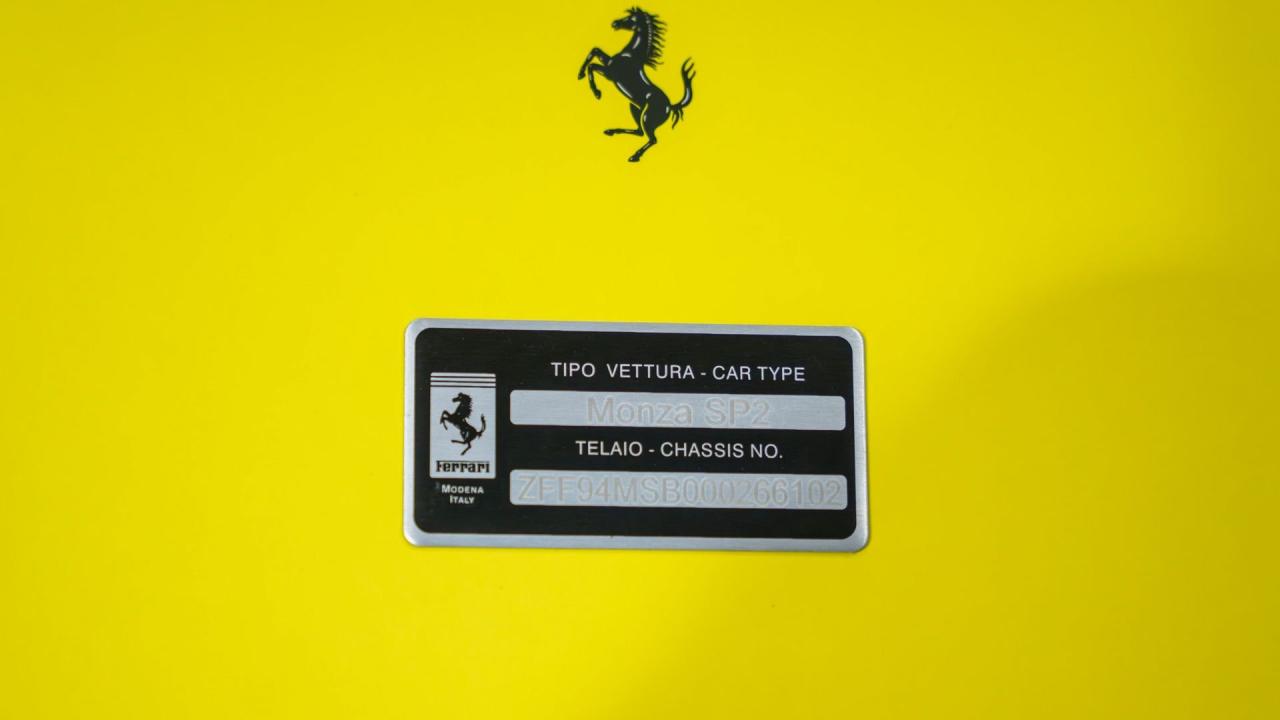 TIPO VETTURA - CAR TYPE
Monza SP2
TELAIO - CHASSIS NO.
ZFF94MSB000266102
Ferrari
MODENA
ITALY